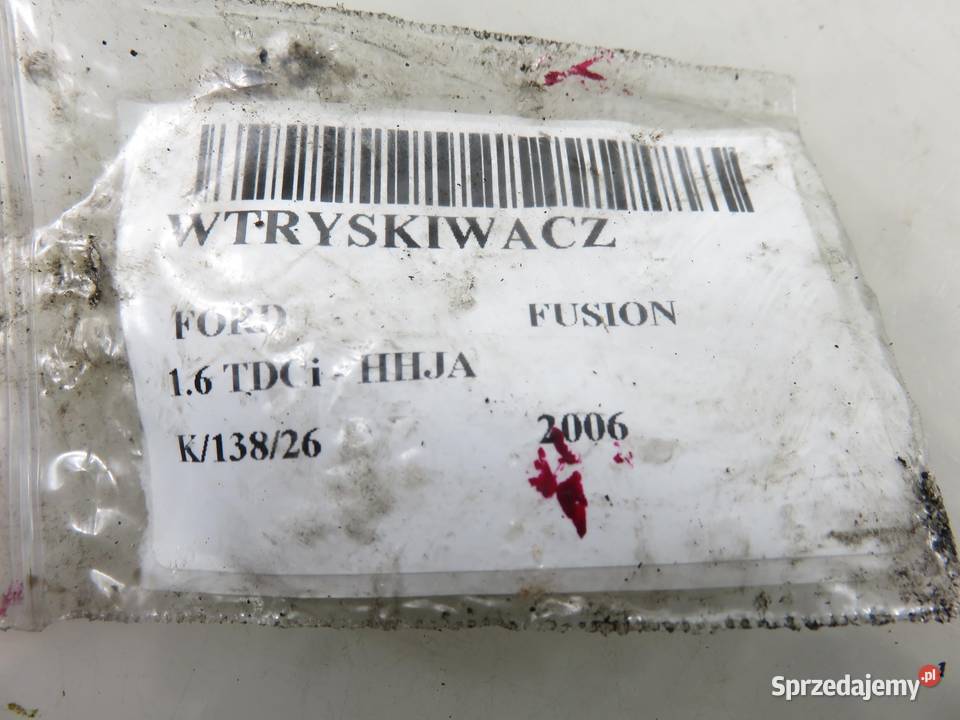 WTRYSKIWACZ
FORD FUSION
1.6 TDCi - HHJA
K/138/26 2006
Sprzedajemy.pl